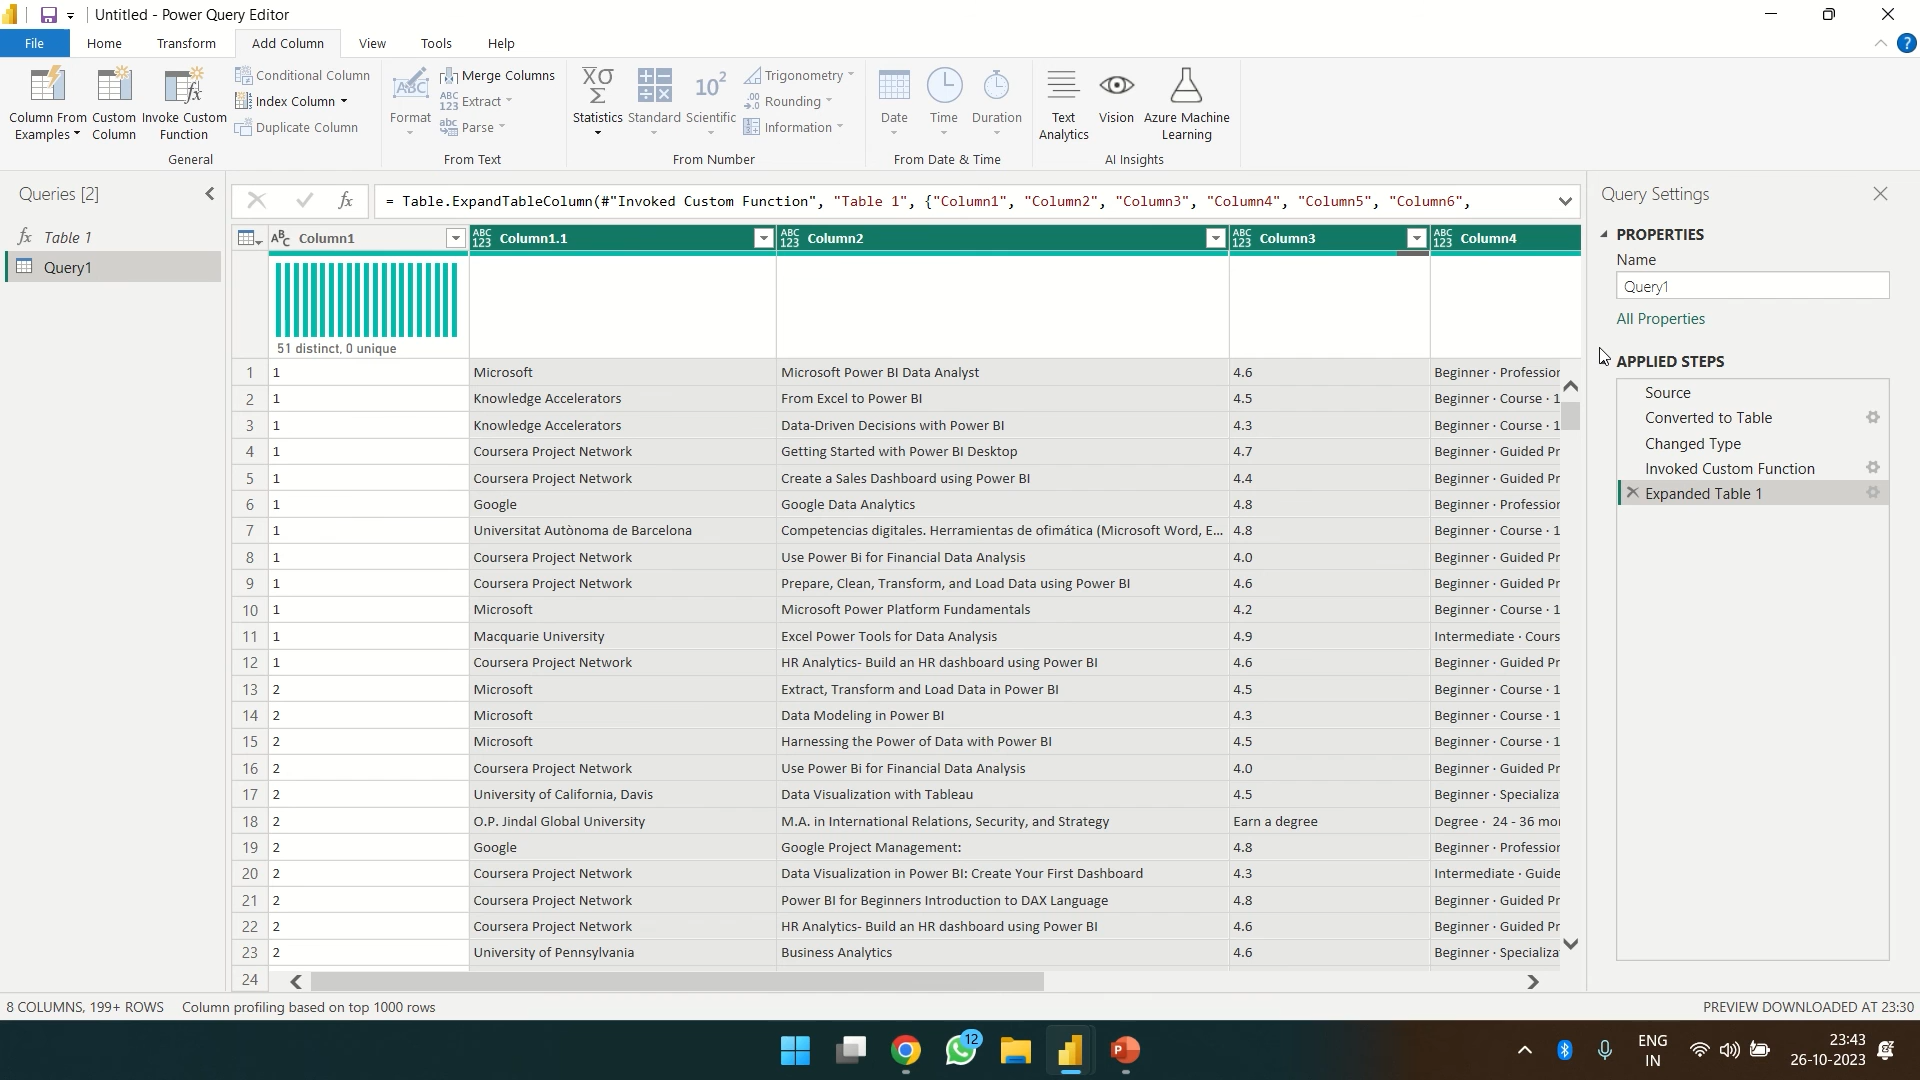 Untitled - Power Query Editor
File Home Transform Add Column View Tools Help
Column From Examples
Custom Column
Invoke Custom Function
Conditional Column
Index Column
Duplicate Column
General
Format
Merge Columns
Extract
Parse
From Text
Statistics
Standard
Scientific
Trigonometry
Rounding
Information
From Number
Date
Time
Duration
From Date & Time
Text Analytics
Vision
Azure Machine Learning
AI Insights
Queries [2]
Table 1
Query1
= Table.ExpandTableColumn(#"Invoked Custom Function", "Table 1", {"Column1", "Column2", "Column3", "Column4", "Column5", "Column6",
Column1 Column1.1 Column2 Column3 Column4
51 distinct, 0 unique
1 1 Microsoft Microsoft Power BI Data Analyst 4.6 Beginner · Profession
2 1 Knowledge Accelerators From Excel to Power BI 4.5 Beginner · Course · 1
3 1 Knowledge Accelerators Data-Driven Decisions with Power BI 4.3 Beginner · Course · 1
4 1 Coursera Project Network Getting Started with Power BI Desktop 4.7 Beginner · Guided Pr
5 1 Coursera Project Network Create a Sales Dashboard using Power BI 4.4 Beginner · Guided Pr
6 1 Google Google Data Analytics 4.8 Beginner · Profession
7 1 Universitat Autònoma de Barcelona Competencias digitales. Herramientas de ofimática (Microsoft Word, E... 4.8 Beginner · Course · 1
8 1 Coursera Project Network Use Power Bi for Financial Data Analysis 4.0 Beginner · Guided Pr
9 1 Coursera Project Network Prepare, Clean, Transform, and Load Data using Power BI 4.6 Beginner · Guided Pr
10 1 Microsoft Microsoft Power Platform Fundamentals 4.2 Beginner · Course · 1
11 1 Macquarie University Excel Power Tools for Data Analysis 4.9 Intermediate · Cours
12 1 Coursera Project Network HR Analytics- Build an HR dashboard using Power BI 4.6 Beginner · Guided Pr
13 2 Microsoft Extract, Transform and Load Data in Power BI 4.5 Beginner · Course · 1
14 2 Microsoft Data Modeling in Power BI 4.3 Beginner · Course · 1
15 2 Microsoft Harnessing the Power of Data with Power BI 4.5 Beginner · Course · 1
16 2 Coursera Project Network Use Power Bi for Financial Data Analysis 4.0 Beginner · Guided Pr
17 2 University of California, Davis Data Visualization with Tableau 4.5 Beginner · Specializa
18 2 O.P. Jindal Global University M.A. in International Relations, Security, and Strategy Earn a degree Degree · 24 - 36 mo
19 2 Google Google Project Management: 4.8 Beginner · Profession
20 2 Coursera Project Network Data Visualization in Power BI: Create Your First Dashboard 4.3 Intermediate · Guide
21 2 Coursera Project Network Power BI for Beginners Introduction to DAX Language 4.8 Beginner · Guided Pr
22 2 Coursera Project Network HR Analytics- Build an HR dashboard using Power BI 4.6 Beginner · Guided Pr
23 2 University of Pennsylvania Business Analytics 4.6 Beginner · Specializa
24
Query Settings
PROPERTIES
Name
Query1
All Properties
APPLIED STEPS
Source
Converted to Table
Changed Type
Invoked Custom Function
Expanded Table 1
8 COLUMNS, 199+ ROWS Column profiling based on top 1000 rows
PREVIEW DOWNLOADED AT 23:30
12
ENG
IN
23:43
26-10-2023